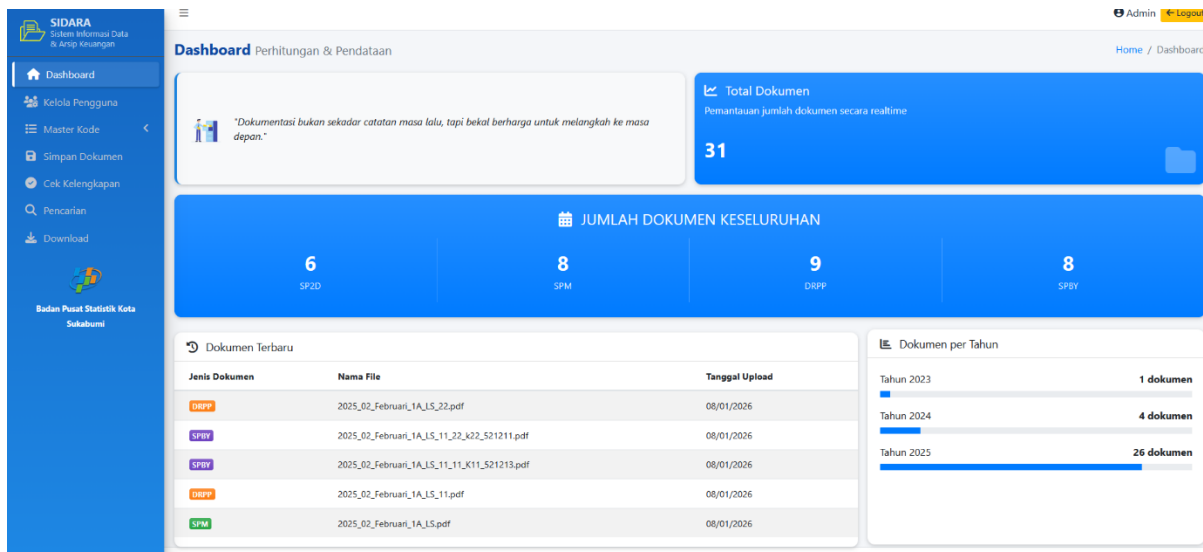 SIDARA
Sistem Informasi Data
& Arsip Keuangan
Dashboard
Kelola Pengguna
Master Kode
Simpan Dokumen
Cek Kelengkapan
Pencarian
Download
Badan Pusat Statistik Kota
Sukabumi
Admin Logout
Dashboard Perhitungan & Pendataan
Home / Dashboard
"Dokumentasi bukan sekadar catatan masa lalu, tapi bekal berharga untuk melangkah ke masa
depan."
Total Dokumen
Pemantauan jumlah dokumen secara realtime
31
JUMLAH DOKUMEN KESELURUHAN
6
SP2D
8
SPM
9
DRPP
8
SPBY
Dokumen Terbaru
Jenis Dokumen Nama File Tanggal Upload
DRPP 2025_02_Februari_1A_LS_22.pdf 08/01/2026
SPBY 2025_02_Februari_1A_LS_11_22_k22_521211.pdf 08/01/2026
SPBY 2025_02_Februari_1A_LS_11_11_K11_521213.pdf 08/01/2026
DRPP 2025_02_Februari_1A_LS_11.pdf 08/01/2026
SPM 2025_02_Februari_1A_LS.pdf 08/01/2026
Dokumen per Tahun
Tahun 2023 1 dokumen
Tahun 2024 4 dokumen
Tahun 2025 26 dokumen